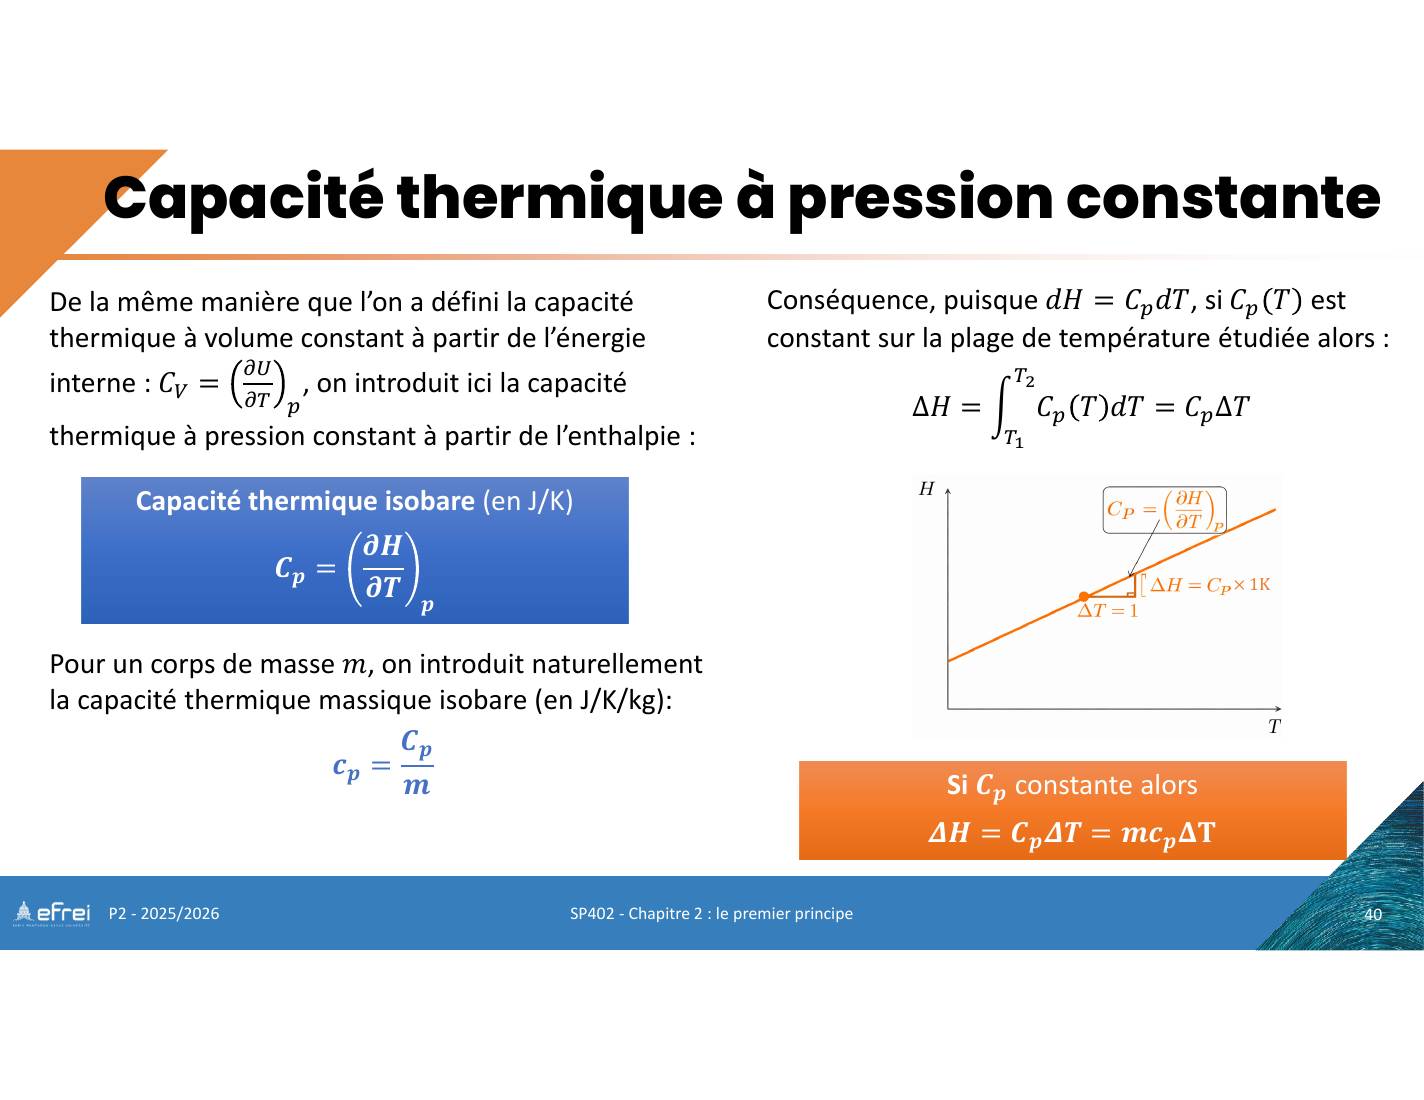 Capacité thermique à pression constante
De la même manière que l’on a défini la capacité
thermique à volume constant à partir de l’énergie
interne : C_V = (∂U/∂T)_p, on introduit ici la capacité
thermique à pression constant à partir de l’enthalpie :
Capacité thermique isobare (en J/K)
C_p = (∂H/∂T)_p
Pour un corps de masse m, on introduit naturellement
la capacité thermique massique isobare (en J/K/kg):
c_p = C_p/m
Conséquence, puisque dH = C_p dT, si C_p(T) est
constant sur la plage de température étudiée alors :
ΔH = ∫_{T_1}^{T_2} C_p(T)dT = C_pΔT
H
C_P = (∂H/∂T)_P
ΔH = C_P × 1K
ΔT = 1
T
Si C_p constante alors
ΔH = C_pΔT = mc_pΔT
efrei
P2 - 2025/2026
SP402 - Chapitre 2 : le premier principe
40